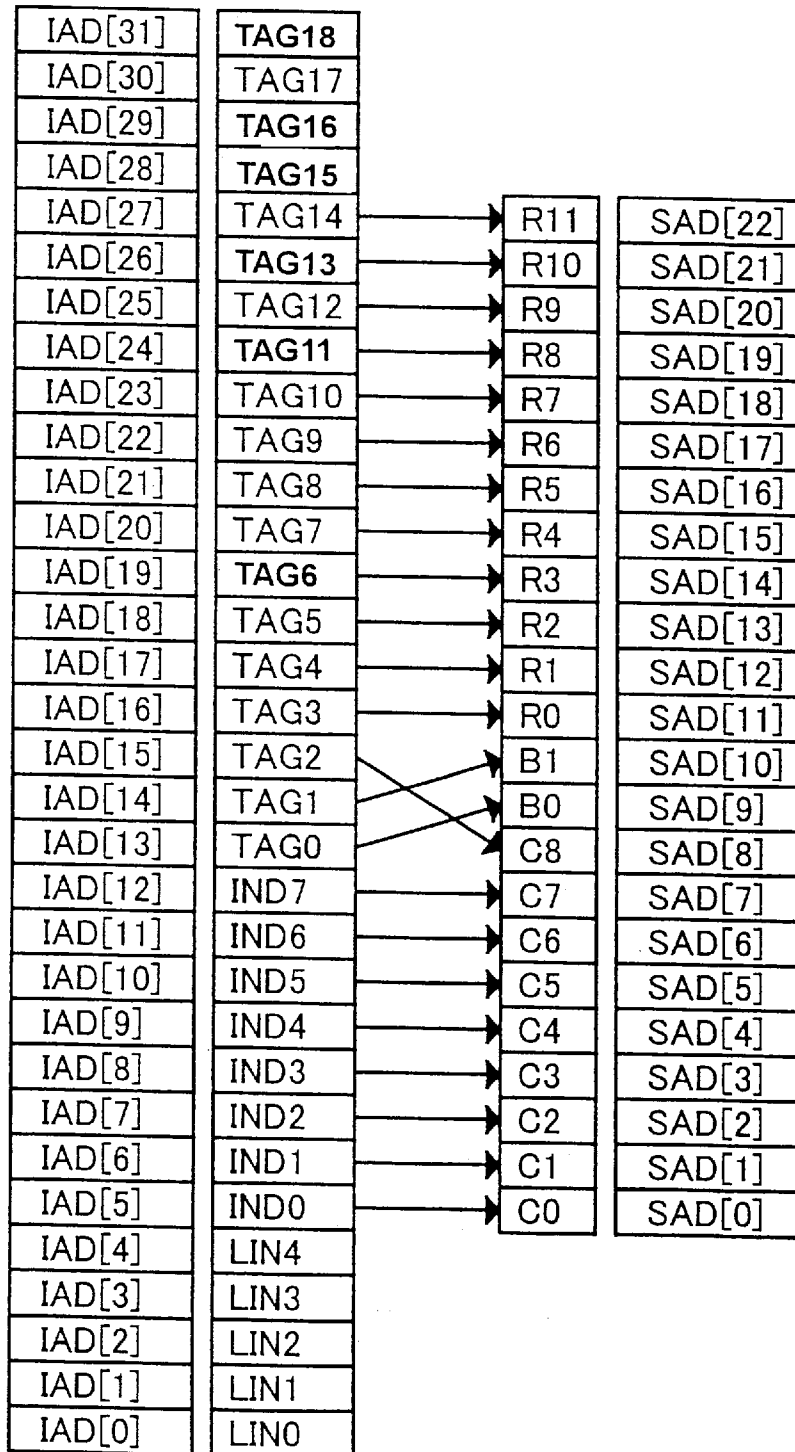 IAD[31] TAG18
IAD[30] TAG17
IAD[29] TAG16
IAD[28] TAG15
IAD[27] TAG14 R11 SAD[22]
IAD[26] TAG13 R10 SAD[21]
IAD[25] TAG12 R9 SAD[20]
IAD[24] TAG11 R8 SAD[19]
IAD[23] TAG10 R7 SAD[18]
IAD[22] TAG9 R6 SAD[17]
IAD[21] TAG8 R5 SAD[16]
IAD[20] TAG7 R4 SAD[15]
IAD[19] TAG6 R3 SAD[14]
IAD[18] TAG5 R2 SAD[13]
IAD[17] TAG4 R1 SAD[12]
IAD[16] TAG3 R0 SAD[11]
IAD[15] TAG2 B1 SAD[10]
IAD[14] TAG1 B0 SAD[9]
IAD[13] TAG0 C8 SAD[8]
IAD[12] IND7 C7 SAD[7]
IAD[11] IND6 C6 SAD[6]
IAD[10] IND5 C5 SAD[5]
IAD[9] IND4 C4 SAD[4]
IAD[8] IND3 C3 SAD[3]
IAD[7] IND2 C2 SAD[2]
IAD[6] IND1 C1 SAD[1]
IAD[5] IND0 C0 SAD[0]
IAD[4] LIN4
IAD[3] LIN3
IAD[2] LIN2
IAD[1] LIN1
IAD[0] LIN0